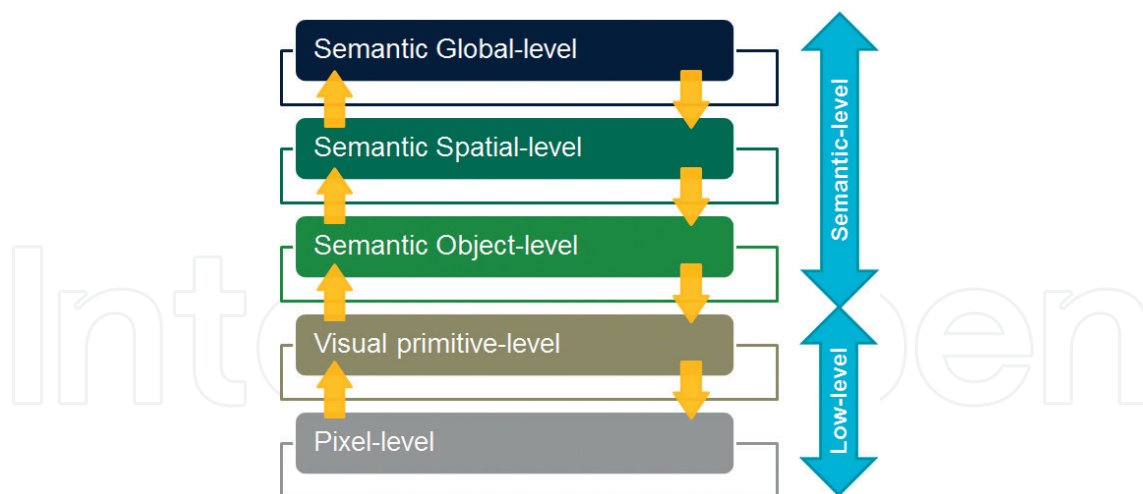 Semantic Global-level
Semantic Spatial-level
Semantic Object-level
Visual primitive-level
Pixel-level
Semantic-level
Low-level